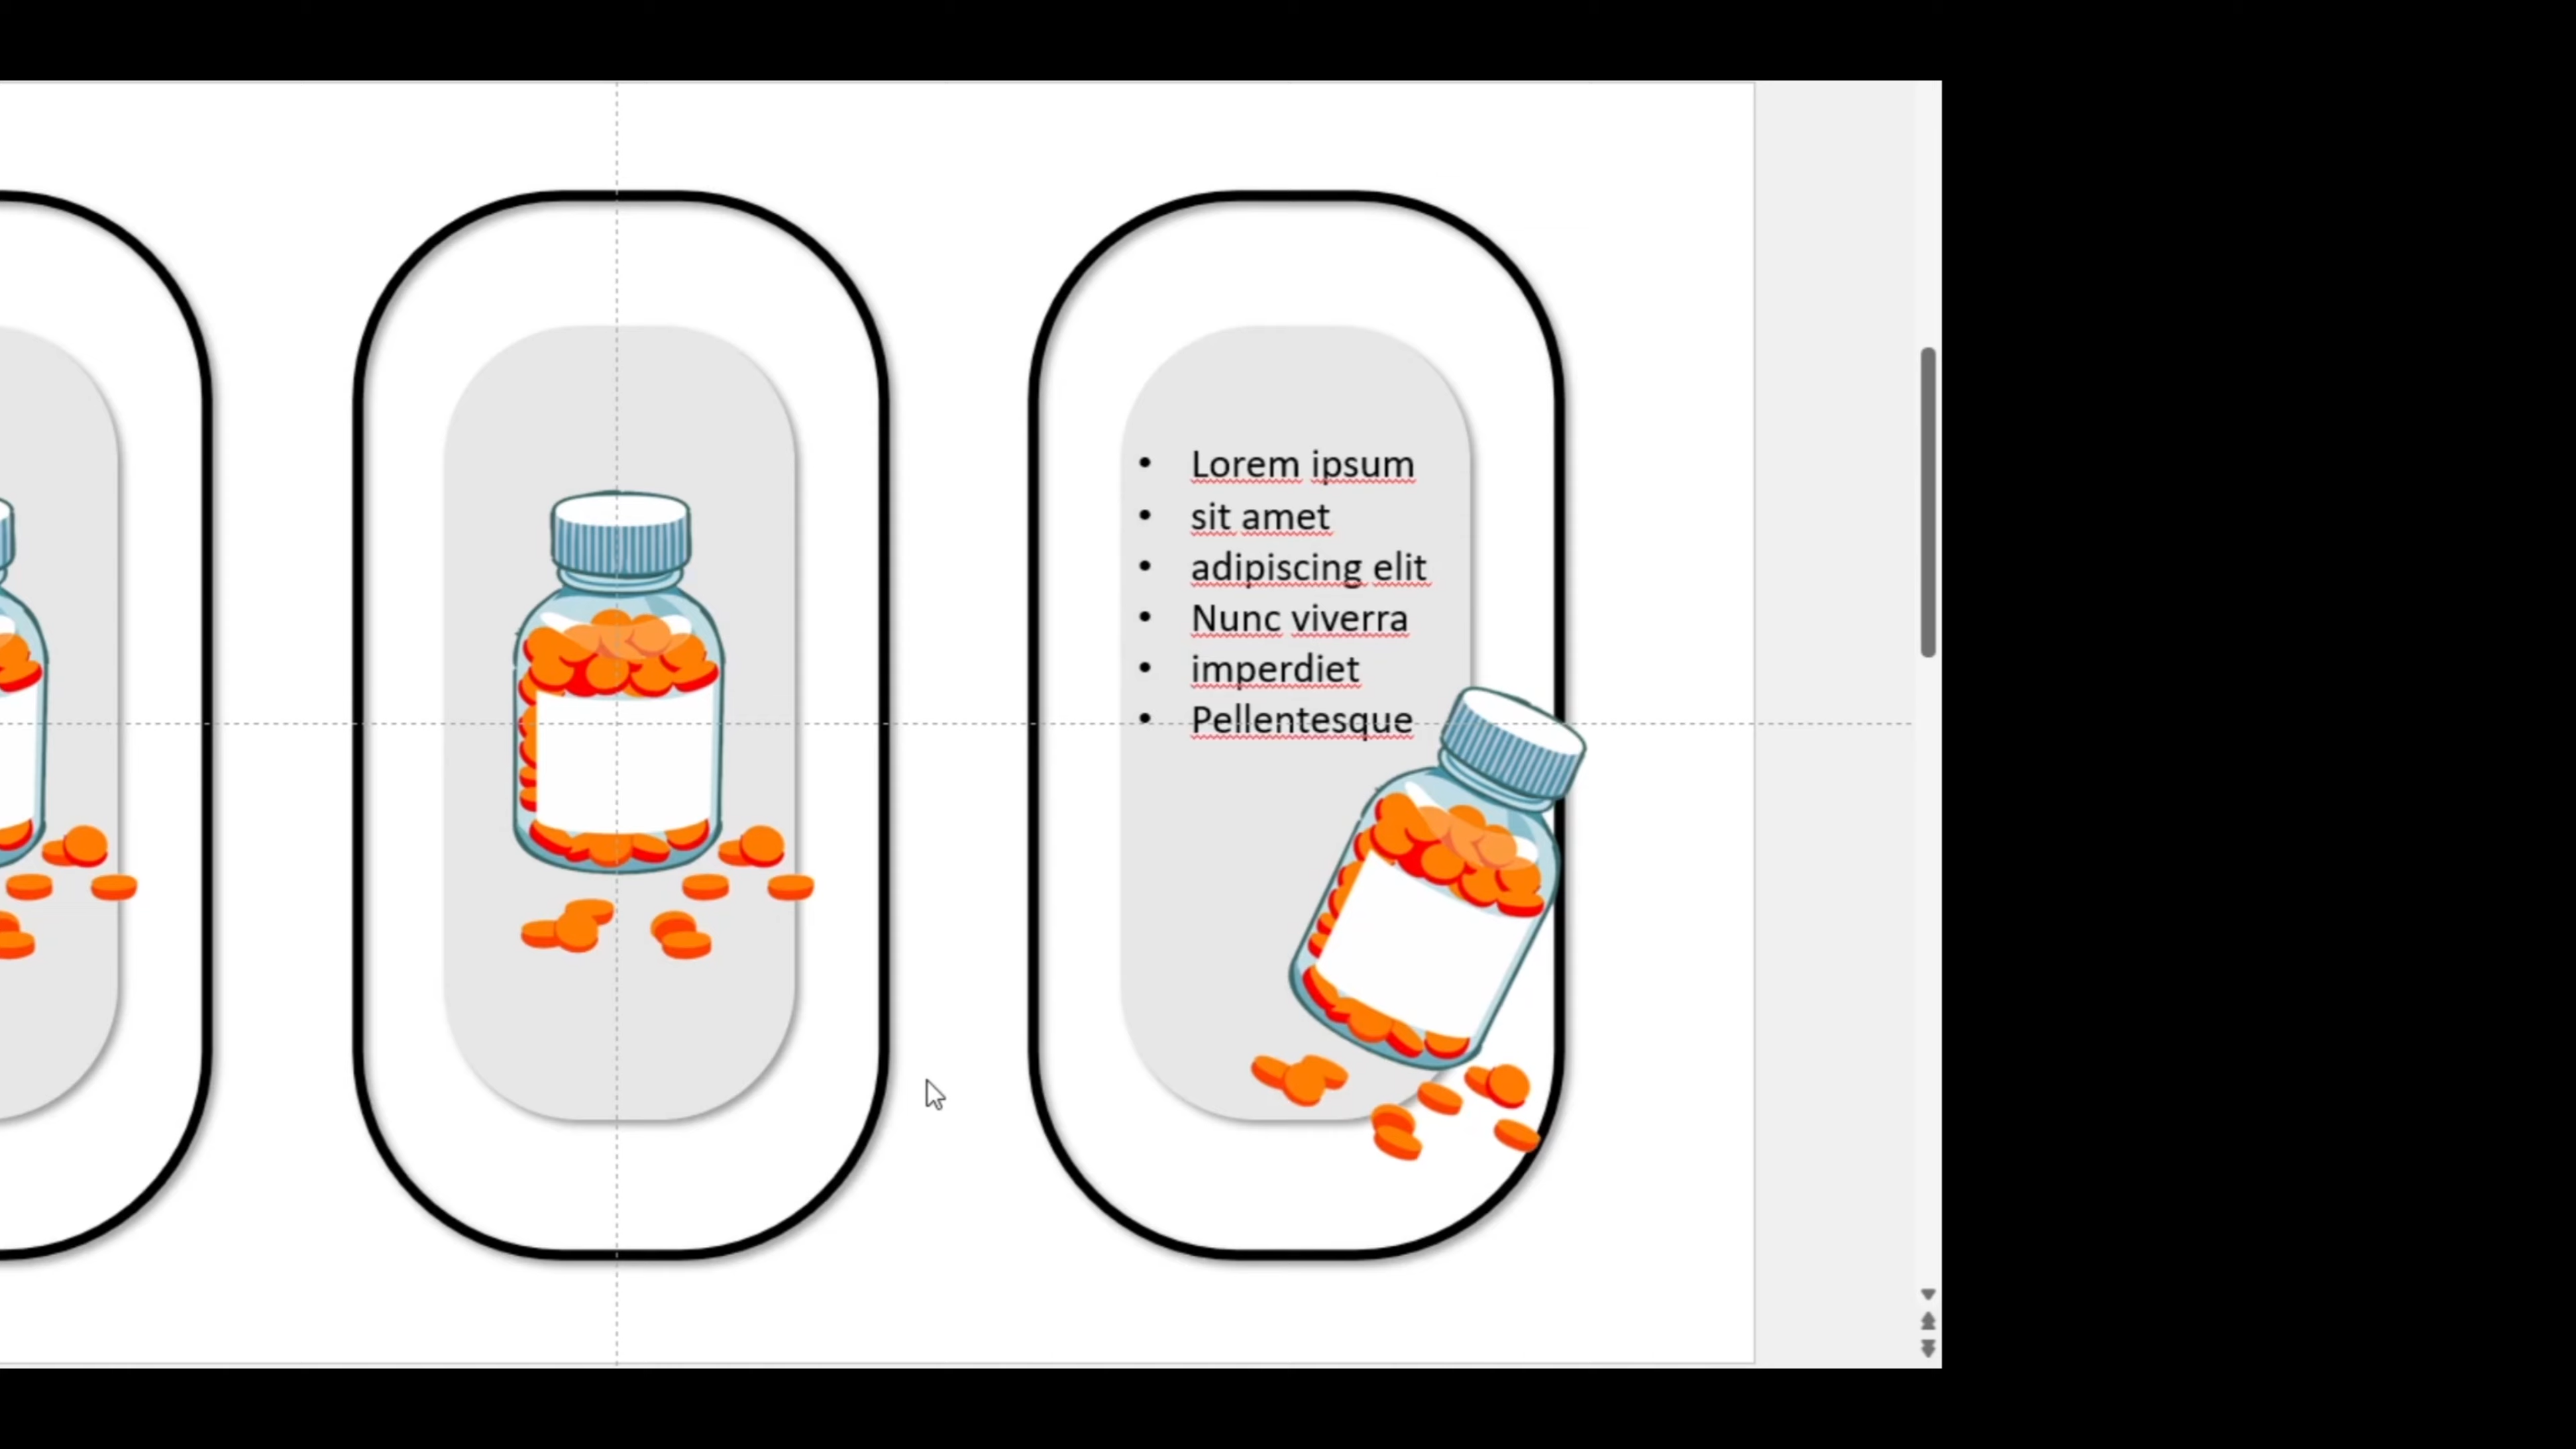 • Lorem ipsum
• sit amet
• adipiscing elit
• Nunc viverra
• imperdiet
• Pellentesque